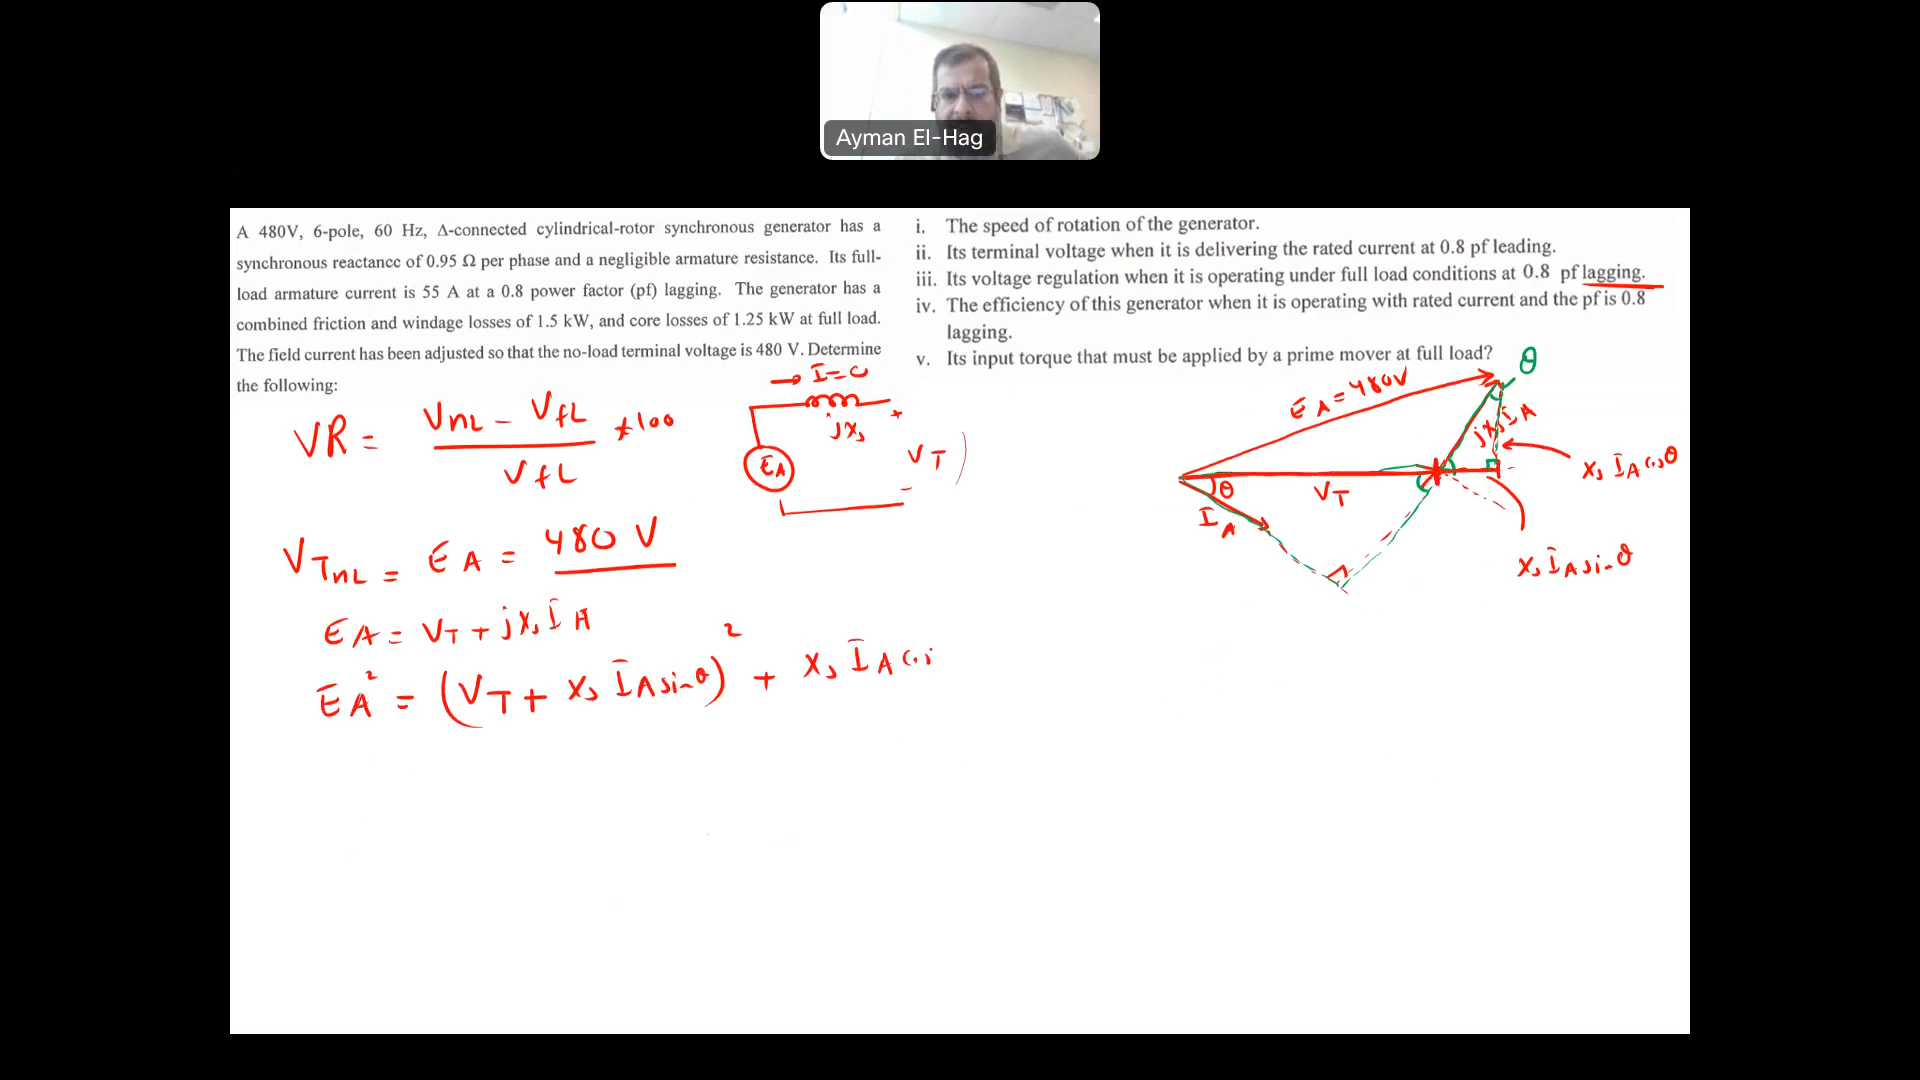 Ayman El-Hag
A 480V, 6-pole, 60 Hz, Δ-connected cylindrical-rotor synchronous generator has a
synchronous reactance of 0.95 Ω per phase and a negligible armature resistance. Its full-
load armature current is 55 A at a 0.8 power factor (pf) lagging. The generator has a
combined friction and windage losses of 1.5 kW, and core losses of 1.25 kW at full load.
The field current has been adjusted so that the no-load terminal voltage is 480 V. Determine
the following:
i. The speed of rotation of the generator.
ii. Its terminal voltage when it is delivering the rated current at 0.8 pf leading.
iii. Its voltage regulation when it is operating under full load conditions at 0.8 pf lagging.
iv. The efficiency of this generator when it is operating with rated current and the pf is 0.8
lagging.
v. Its input torque that must be applied by a prime mover at full load?
VR = (VnL - VfL) / VfL * 100
VTnL = EA = 480 V
EA = VT + jXs IA
EA² = (VT + Xs IA sinθ)² + Xs IA cos
→ I=0
jXs
EA
+
VT
-
EA = 480V
θ
jXs IA
Xs IA cosθ
θ
VT
IA
Xs IA sinθ